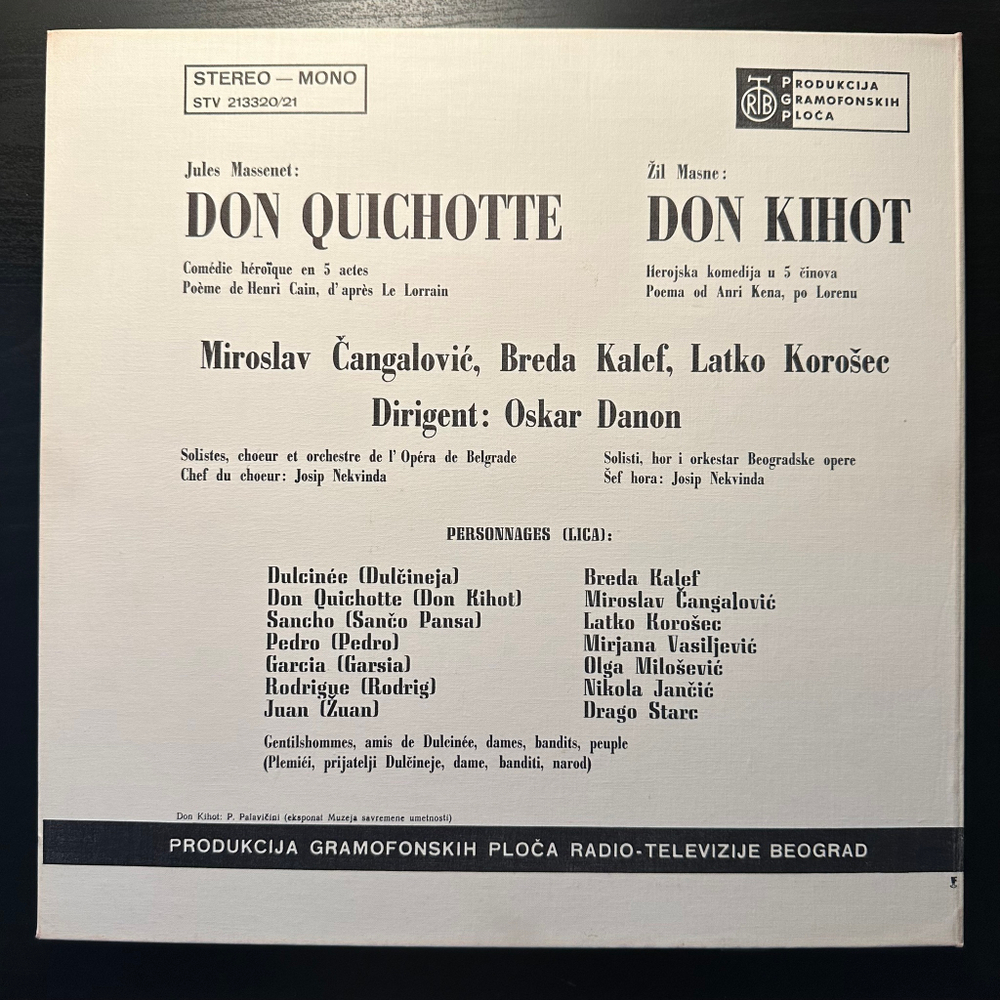 STEREO — MONO
STV 213320/21
RTB
PRODUKCIJA
GRAMOFONSKIH
PLOČA
Jules Massenet:
DON QUICHOTTE
Comédie héroïque en 5 actes
Poème de Henri Cain, d'après Le Lorrain
Žil Masne:
DON KIHOT
Herojska komedija u 5 činova
Poema od Anri Kena, po Lorenu
Miroslav Čangalović, Breda Kalef, Latko Korošec
Dirigent: Oskar Danon
Solistes, choeur et orchestre de l'Opéra de Belgrade
Chef du choeur: Josip Nekvinda
Solisti, hor i orkestar Beogradske opere
Šef hora: Josip Nekvinda
PERSONNAGES (LICA):
Dulcinée (Dulčineja) Breda Kalef
Don Quichotte (Don Kihot) Miroslav Čangalović
Sancho (Sančo Pansa) Latko Korošec
Pedro (Pedro) Mirjana Vasiljević
Garcia (Garsia) Olga Milošević
Rodrigue (Rodrig) Nikola Jančić
Juan (Žuan) Drago Starc
Gentilshommes, amis de Dulcinée, dames, bandits, peuple
(Plemići, prijatelji Dulčineje, dame, banditi, narod)
Don Kihot: P. Palavičini (eksponat Muzeja savremene umetnosti)
PRODUKCIJA GRAMOFONSKIH PLOČA RADIO-TELEVIZIJE BEOGRAD